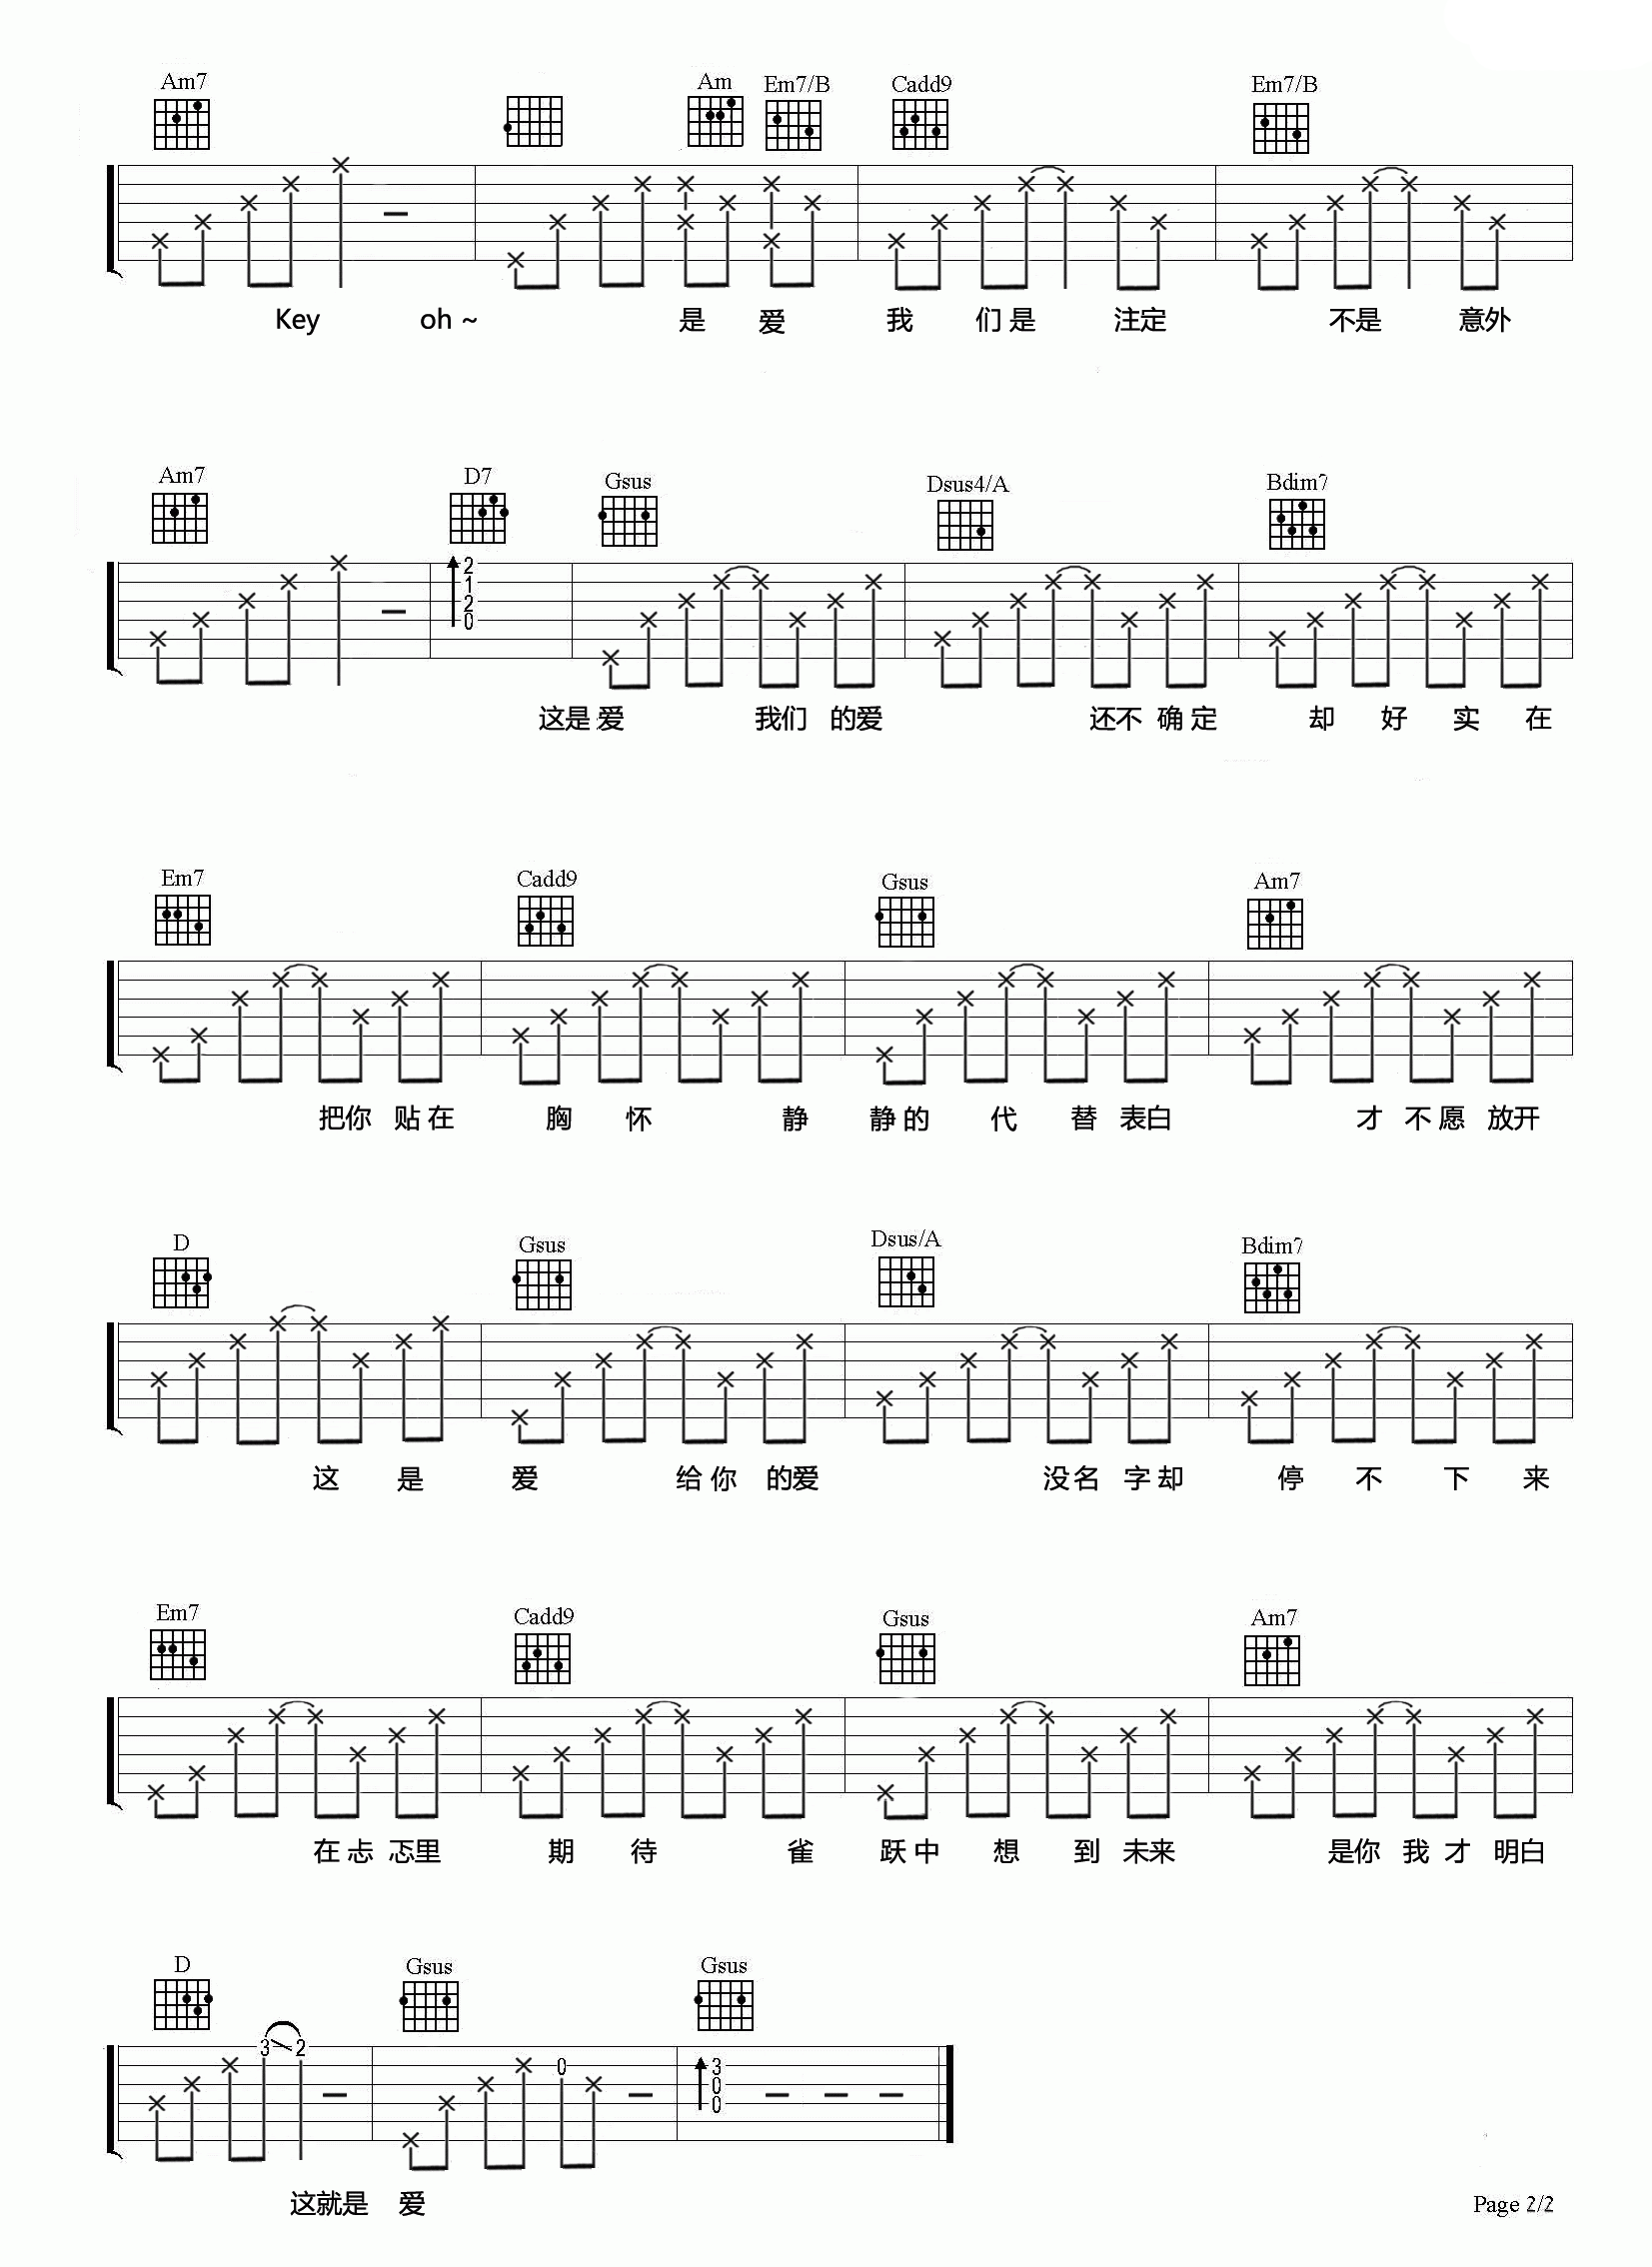 Am7 Am Em7/B Cadd9 Em7/B
Key oh ~ 是 爱 我 们 是 注定 不是 意外
Am7 D7 Gsus Dsus4/A Bdim7
2
1
2
0
这是 爱 我们 的爱 还不 确 定 却 好 实 在
Em7 Cadd9 Gsus Am7
把你 贴 在 胸 怀 静 静 的 代 替 表白 才 不 愿 放开
D Gsus Dsus/A Bdim7
这 是 爱 给 你 的爱 没 名 字 却 停 不 下 来
Em7 Cadd9 Gsus Am7
在 忐 忑里 期 待 雀 跃 中 想 到 未来 是你 我 才 明白
D Gsus Gsus
3 2 0 3
0
0
这就是 爱
Page 2/2